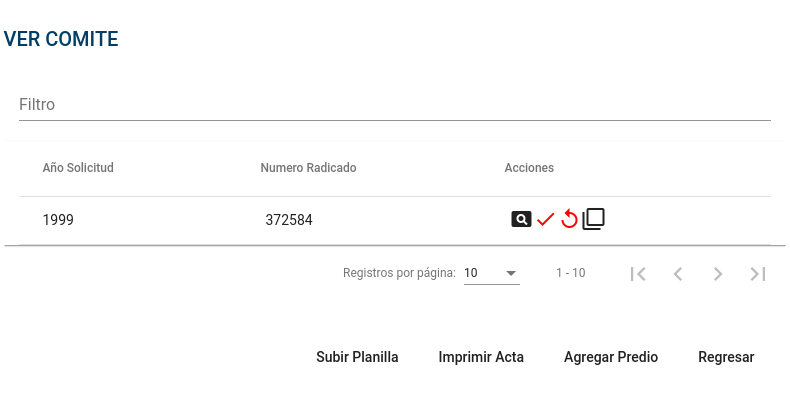 VER COMITE
Filtro
Año Solicitud Numero Radicado Acciones
1999 372584
Registros por página: 10 1 - 10
Subir Planilla Imprimir Acta Agregar Predio Regresar